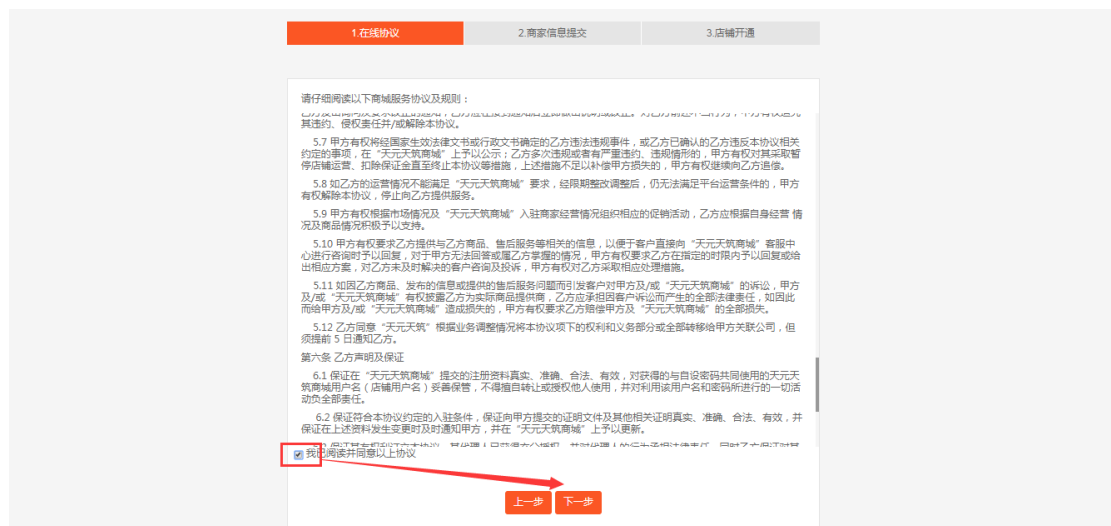 1.在线协议
2.商家信息提交
3.店铺开通
请仔细阅读以下商城服务协议及规则：
其违约、侵权责任并/或解除本协议。
5.7 甲方有权将经国家生效法律文书或行政文书确定的乙方违法违规事件，或乙方已确认的乙方违反本协议相关
约定的事项，在“天元天筑商城”上予以公示；乙方多次违规或者有严重违约、违规情形的，甲方有权对其采取暂
停店铺运营、扣除保证金直至终止本协议等措施，上述措施不足以补偿甲方损失的，甲方有权继续向乙方追偿。
5.8 如乙方的运营情况不能满足“天元天筑商城”要求，经限期整改调整后，仍无法满足平台运营条件的，甲方
有权解除本协议，停止向乙方提供服务。
5.9 甲方有权根据市场情况及“天元天筑商城”入驻商家经营情况组织相应的促销活动，乙方应根据自身经营 情
况及商品情况积极予以支持。
5.10 甲方有权要求乙方提供与乙方商品、售后服务等相关的信息，以便于客户直接向“天元天筑商城”客服中
心进行咨询时予以回复，对于甲方无法回答或属乙方掌握的情况，甲方有权要求乙方在指定的时限内予以回复或给
出相应方案，对乙方未及时解决的客户咨询及投诉，甲方有权对乙方采取相应处理措施。
5.11 如因乙方商品、发布的信息或提供的售后服务问题而引发客户对甲方及/或“天元天筑商城”的诉讼，甲方
及/或“天元天筑商城”有权披露乙方为实际商品提供商，乙方应承担因客户诉讼而产生的全部法律责任，如因此
而给甲方及/或“天元天筑商城”造成损失的，甲方有权要求乙方赔偿甲方及“天元天筑商城”的全部损失。
5.12 乙方同意“天元天筑”根据业务调整情况将本协议项下的权利和义务部分或全部转移给甲方关联公司，但
须提前 5 日通知乙方。
第六条 乙方声明及保证
6.1 保证在“天元天筑商城”提交的注册资料真实、准确、合法、有效，对获得的与自设密码共同使用的天元天
筑商城用户名（店铺用户名）妥善保管，不得擅自转让或授权他人使用，并对利用该用户名和密码所进行的一切活
动负全部责任。
6.2 保证符合本协议约定的入驻条件，保证向甲方提交的证明文件及其他相关证明真实、准确、合法、有效，并
保证在上述资料发生变更时及时通知甲方，并在“天元天筑商城”上予以更新。
我已阅读并同意以上协议
上一步
下一步